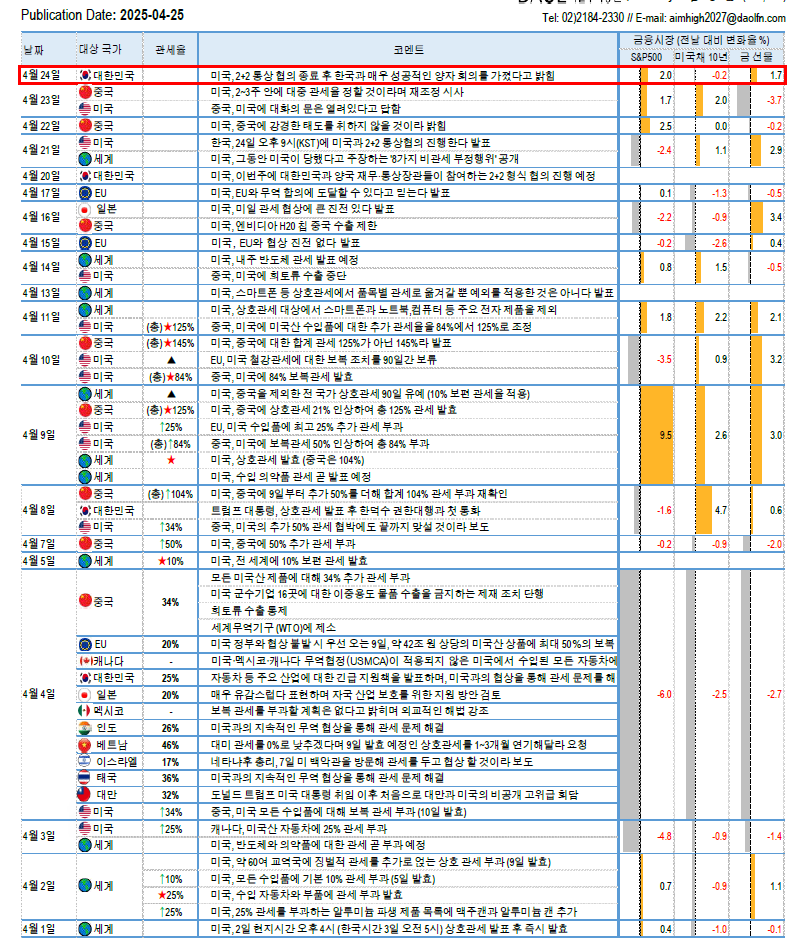 Publication Date: 2025-04-25
Tel: 02)2184-2330 // E-mail: aimhigh2027@daolfn.com
날짜 대상 국가 관세율 코멘트 금융시장 (전날 대비 변화율 %)
S&P500 미국채 10년 금 선물
4월 24일 대한민국 미국, 2+2 통상 협의 종료 후 한국과 매우 성공적인 양자 회의를 가졌다고 밝힘 2.0 -0.2 1.7
4월 23일 중국 미국, 2~3주 안에 대중 관세율 정할 것이라며 재조정 시사 1.7 2.0 -3.7
미국 중국, 미국에 대화의 문은 열려있다고 답함
4월 22일 중국 미국, 중국에 강경한 태도를 취하지 않을 것이라 밝힘 2.5 0.0 -0.2
4월 21일 미국 한국, 24일 오후 9시(KST)에 미국과 2+2 통상협의 진행한다 발표 -2.4 1.1 2.9
세계 미국, 그동안 미국이 당했다고 주장하는 '8가지 비관세 부정행위' 공개
4월 20일 대한민국 미국, 이번주에 대한민국과 양국 재무·통상장관들이 참여하는 2+2 형식 협의 진행 예정
4월 17일 EU 미국, EU와 무역 합의에 도달할 수 있다고 믿는다 발표 0.1 -1.3 -0.5
4월 16일 일본 미국, 미일 관세 협상에 큰 진전 있다 발표 -2.2 -0.9 3.4
중국 미국, 엔비디아 H20 칩 중국 수출 제한
4월 15일 EU 미국, EU와 협상 진전 없다 발표 -0.2 -2.6 0.4
4월 14일 세계 미국, 내주 반도체 관세 발표 예정 0.8 1.5 -0.5
미국 중국, 미국에 희토류 수출 중단
4월 13일 세계 미국, 스마트폰 등 상호관세에서 품목별 관세로 옮겨갈 뿐 예외를 적용한 것은 아니다 발표
4월 11일 세계 미국, 상호관세 대상에서 스마트폰과 노트북,컴퓨터 등 주요 전자 제품을 제외 1.8 2.2 2.1
미국 (총)★125% 중국, 미국에 미국산 수입품에 대한 추가 관세율을 84%에서 125%로 조정
4월 10일 중국 (총)★145% 미국, 중국에 대한 합계 관세 125%가 아닌 145%라 발표 -3.5 0.9 3.2
미국 ▲ EU, 미국 철강관세에 대한 보복 조치를 90일간 보류
미국 (총)★84% 중국, 미국에 84% 보복관세 발효
4월 9일 세계 ▲ 미국, 중국을 제외한 전 국가 상호관세 90일 유예 (10% 보편 관세율 적용) 9.5 2.6 3.0
중국 (총)★125% 미국, 중국에 상호관세 21% 인상하여 총 125% 관세 발효
미국 ↑25% EU, 미국 수입품에 최고 25% 추가 관세 부과
미국 (총)↑84% 중국, 미국에 보복관세 50% 인상하여 총 84% 부과
세계 ★ 미국, 상호관세 발효 (중국은 104%)
세계 미국, 수입 의약품 관세 곧 발표 예정
4월 8일 중국 (총)↑104% 미국, 중국에 9일부터 추가 50%를 더해 합계 104% 관세 부과 재확인 -1.6 4.7 0.6
대한민국 트럼프 대통령, 상호관세 발표 후 한덕수 권한대행과 첫 통화
미국 ↑34% 중국, 미국의 추가 50% 관세 협박에도 끝까지 맞설 것이라 보도
4월 7일 중국 ↑50% 미국, 중국에 50% 추가 관세 부과 -0.2 -0.9 -2.0
4월 5일 세계 ★10% 미국, 전 세계에 10% 보편 관세 발효
4월 4일 중국 34% 모든 미국산 제품에 대해 34% 추가 관세 부과 -6.0 -2.5 -2.7
미국 군수기업 16곳에 대한 이중용도 물품 수출을 금지하는 제재 조치 단행
희토류 수출 통제
세계무역기구 (WTO)에 제소
EU 20% 미국 정부와 협상 불발 시 우선 오는 9일, 약 42조 원 상당의 미국산 상품에 최대 50%의 보복
캐나다 - 미국·멕시코·캐나다 무역협정(USMCA)이 적용되지 않은 미국에서 수입된 모든 자동차에
대한민국 25% 자동차 등 주요 산업에 대한 긴급 지원책을 발표하며, 미국과의 협상을 통해 관세 문제를 해
일본 20% 매우 유감스럽다 표현하며 자국 산업 보호를 위한 지원 방안 검토
멕시코 - 보복 관세를 부과할 계획은 없다고 밝히며 외교적인 해법 강조
인도 26% 미국과의 지속적인 무역 협상을 통해 관세 문제 해결
베트남 46% 대미 관세를 0%로 낮추겠다며 9일 발효 예정인 상호관세를 1~3개월 연기해달라 요청
이스라엘 17% 네타냐후 총리, 7일 미 백악관을 방문해 관세를 두고 협상 할 것이라 보도
태국 36% 미국과의 지속적인 무역 협상을 통해 관세 문제 해결
대만 32% 도널드 트럼프 미국 대통령 취임 이후 처음으로 대만과 미국의 비공개 고위급 회담
미국 ↑34% 중국, 미국 모든 수입품에 대해 보복 관세 부과 (10일 발효)
4월 3일 미국 ↑25% 캐나다, 미국산 자동차에 25% 관세 부과 -4.8 -0.9 -1.4
세계 미국, 반도체와 의약품에 대한 관세 곧 부과 예정
4월 2일 세계 미국, 약 60여 교역국에 징벌적 관세를 추가로 얹는 상호 관세 부과 (9일 발효) 0.7 -0.9 1.1
↑10% 미국, 모든 수입품에 기본 10% 관세 부과 (5일 발효)
★25% 미국, 수입 자동차와 부품에 관세 부과 발효
↑25% 미국, 25% 관세를 부과하는 알루미늄 파생 제품 목록에 맥주캔과 알루미늄 캔 추가
4월 1일 세계 미국, 2일 현지시간 오후 4시 (한국시간 3일 오전 5시) 상호관세 발표 후 즉시 발효 0.4 -1.0 -0.1